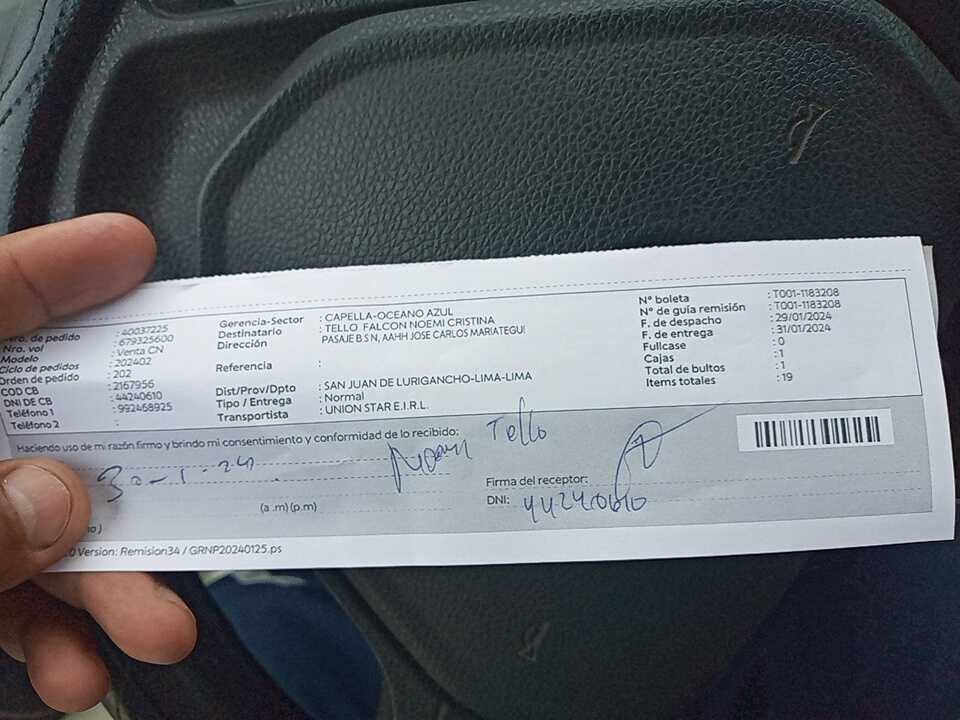 Nro. de pedido : 40037225
Nro. vol : 679325600
Modelo : Venta CN
Ciclo de pedidos : 202402
Orden de pedido : 202
COD CB : 2167956
DNI DE CB : 44240610
Teléfono 1 : 992468925
Teléfono 2 :
Gerencia-Sector : CAPELLA-OCEANO AZUL
Destinatario : TELLO FALCON NOEMI CRISTINA
Dirección : PASAJE B S N, AAHH JOSE CARLOS MARIATEGUI
Referencia :
Dist/Prov/Dpto : SAN JUAN DE LURIGANCHO-LIMA-LIMA
Tipo / Entrega : Normal
Transportista : UNION STAR E.I.R.L.
N° boleta : T001-1183208
N° de guía remisión : T001-1183208
F. de despacho : 29/01/2024
F. de entrega : 31/01/2024
Fullcase : 0
Cajas : 1
Total de bultos : 1
Items totales : 19
Haciendo uso de mi razón firmo y brindo mi consentimiento y conformidad de lo recibido:
30-1-24 Noemi Tello
(a .m) (p.m)
Firma del receptor:
DNI: 44240610
0 Version: Remision34 / GRNP20240125.ps